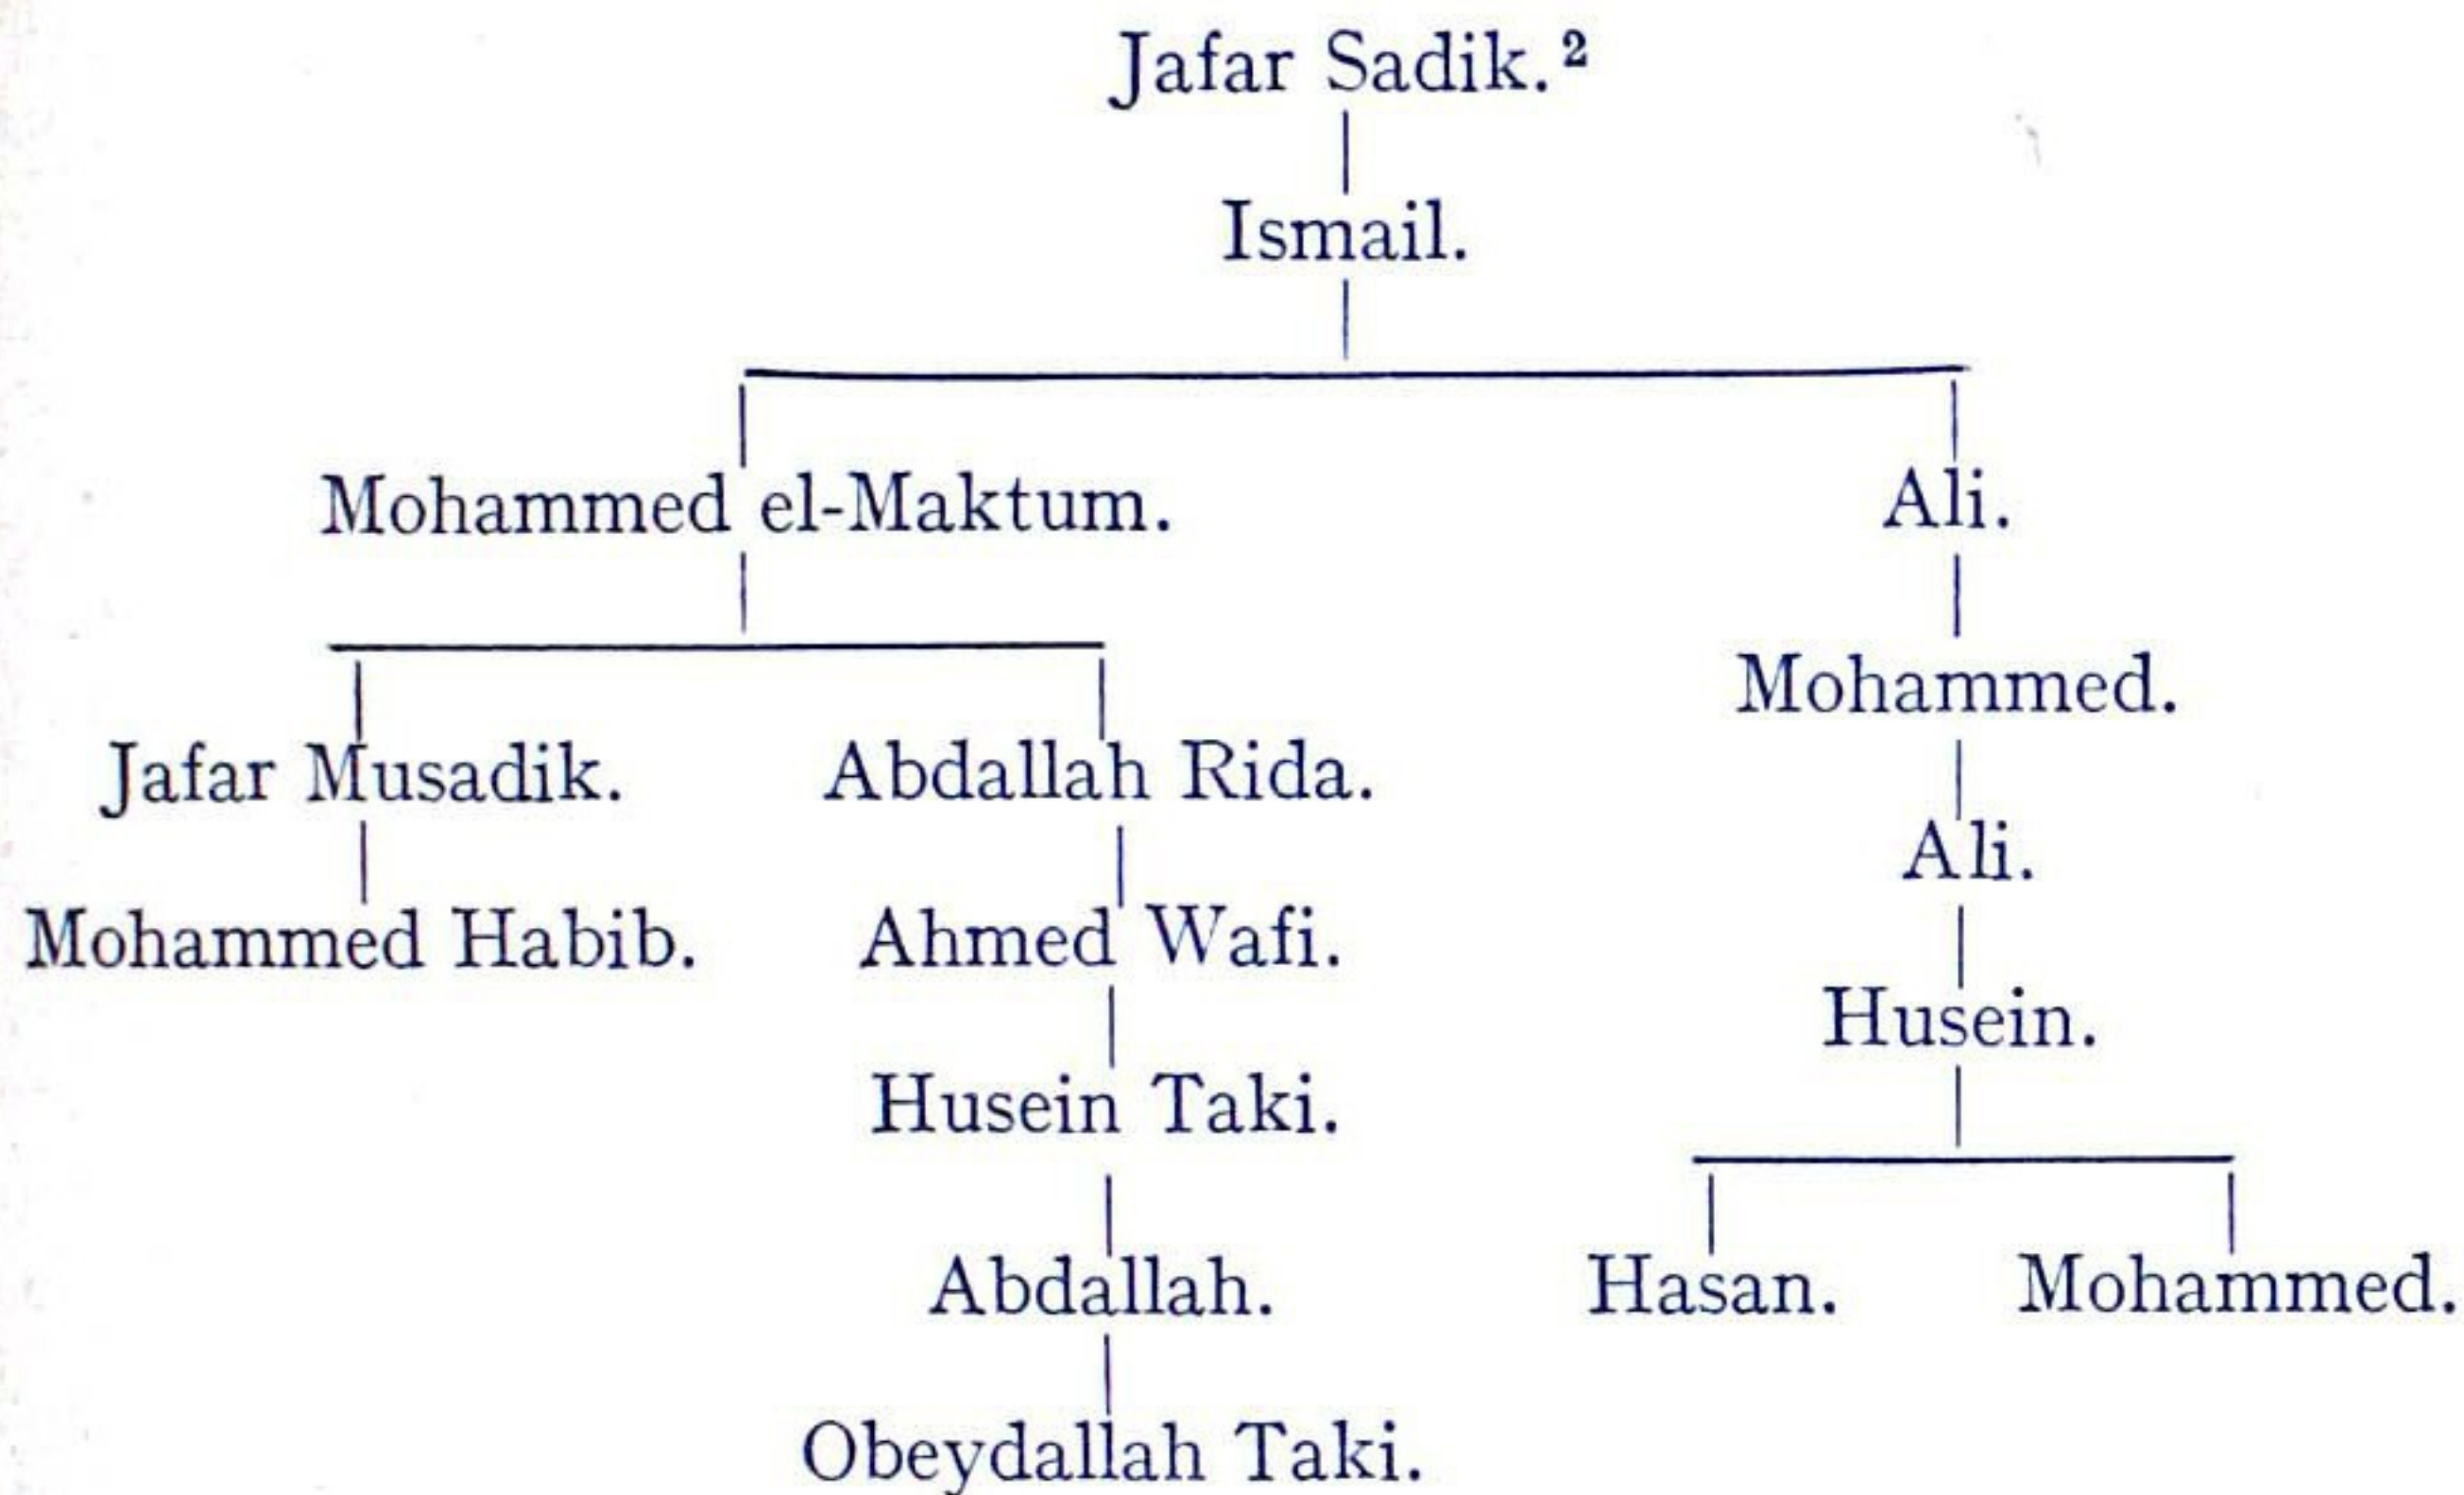 Jafar Sadik.²
Ismail.
Mohammed el-Maktum. Ali.
Mohammed.
Jafar Musadik. Abdallah Rida.
Ali.
Mohammed Habib. Ahmed Wafi.
Husein.
Husein Taki.
Abdallah. Hasan. Mohammed.
Obeydallah Taki.